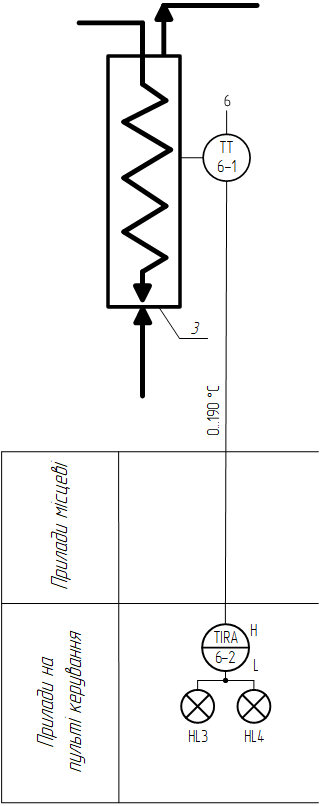 6
TT
6-1
3
0...190 °C
Прилади місцеві
Прилади на
пульті керування
TIRA
6-2
H
L
HL3
HL4